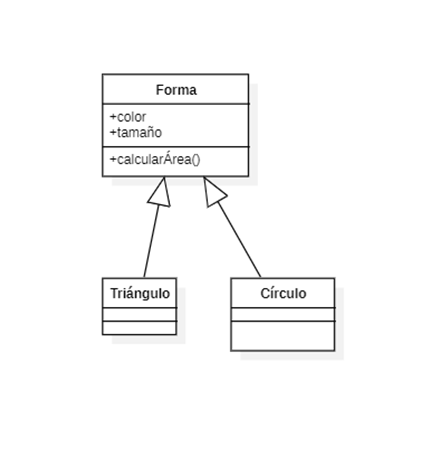 Forma
+color
+tamaño
+calcularÁrea()
Triángulo
Círculo